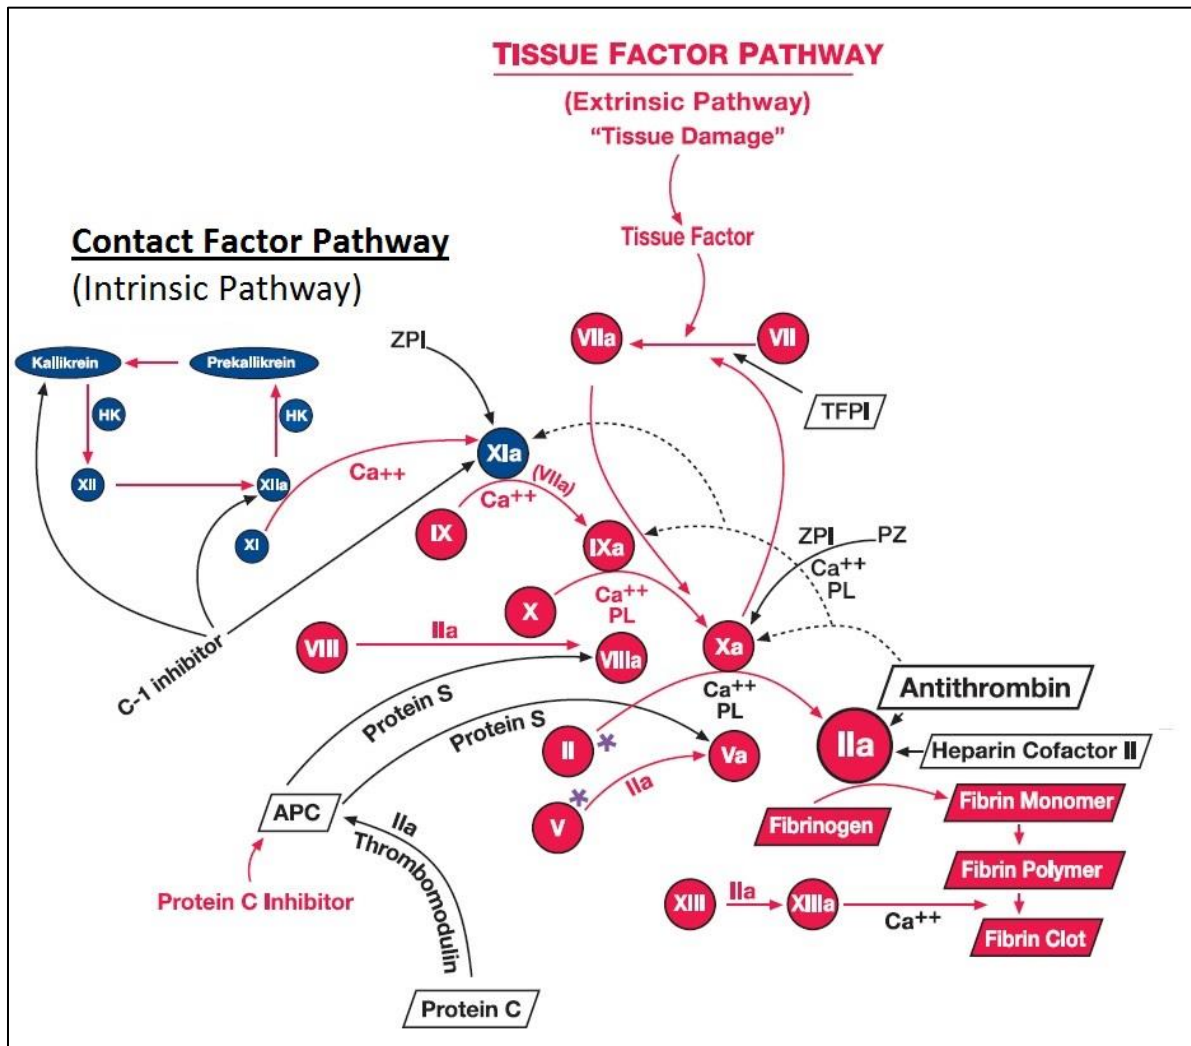 TISSUE FACTOR PATHWAY
(Extrinsic Pathway)
“Tissue Damage”
Tissue Factor
Contact Factor Pathway
(Intrinsic Pathway)
VIIa
VII
TFPI
ZPI
Kallikrein
Prekallikrein
HK
HK
XII
XIIa
XI
Ca++
XIa
(VIIa)
Ca++
IX
IXa
ZPI
PZ
Ca++
PL
X
Ca++
PL
Xa
C-1 inhibitor
VIII
IIa
VIIIa
Ca++
PL
Antithrombin
Protein S
Protein S
II
*
Va
IIa
Heparin Cofactor II
*
V
IIa
APC
IIa
Thrombomodulin
Fibrinogen
Fibrin Monomer
Fibrin Polymer
Protein C Inhibitor
XIII
IIa
XIIIa
Ca++
Fibrin Clot
Protein C